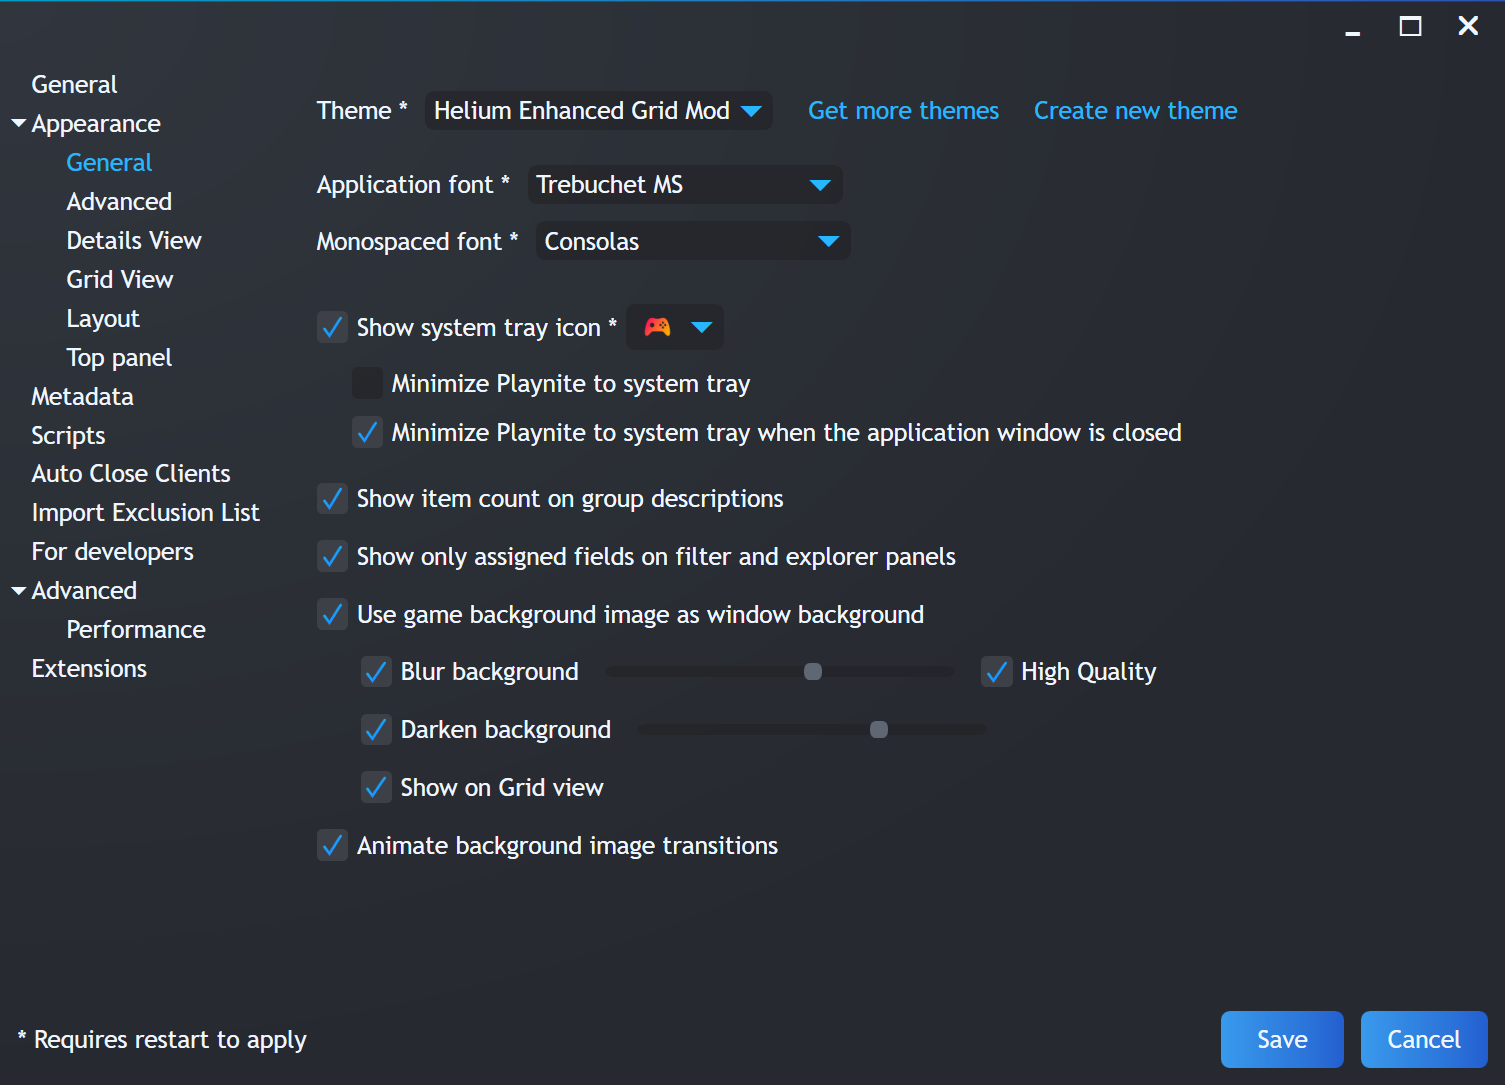 General
Appearance
General
Advanced
Details View
Grid View
Layout
Top panel
Metadata
Scripts
Auto Close Clients
Import Exclusion List
For developers
Advanced
Performance
Extensions
Theme * Helium Enhanced Grid Mod Get more themes Create new theme
Application font * Trebuchet MS
Monospaced font * Consolas
Show system tray icon *
Minimize Playnite to system tray
Minimize Playnite to system tray when the application window is closed
Show item count on group descriptions
Show only assigned fields on filter and explorer panels
Use game background image as window background
Blur background High Quality
Darken background
Show on Grid view
Animate background image transitions
* Requires restart to apply Save Cancel